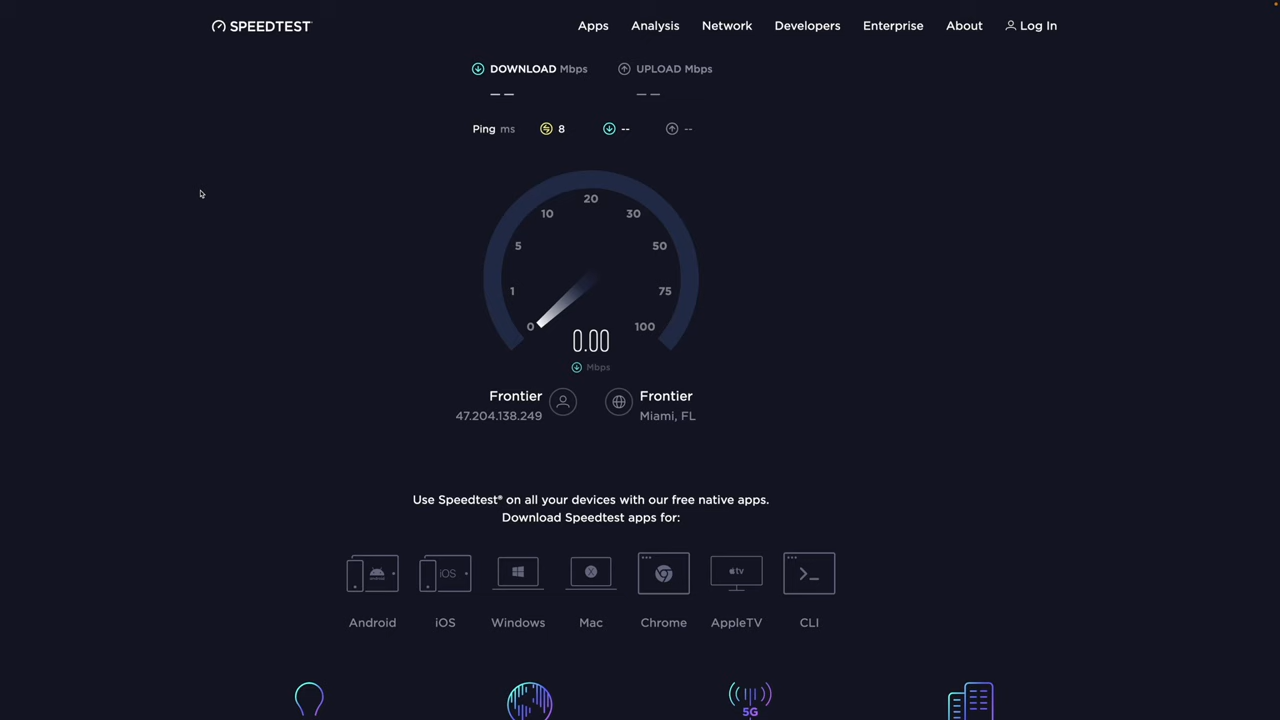 SPEEDTEST
Apps Analysis Network Developers Enterprise About Log In
DOWNLOAD Mbps UPLOAD Mbps
— — — —
Ping ms 8 -- --
20
10 30
5 50
1 75
0 100
0.00
Mbps
Frontier Frontier
47.204.138.249 Miami, FL
Use Speedtest® on all your devices with our free native apps.
Download Speedtest apps for:
android iOS tv >_
Android iOS Windows Mac Chrome AppleTV CLI
5G